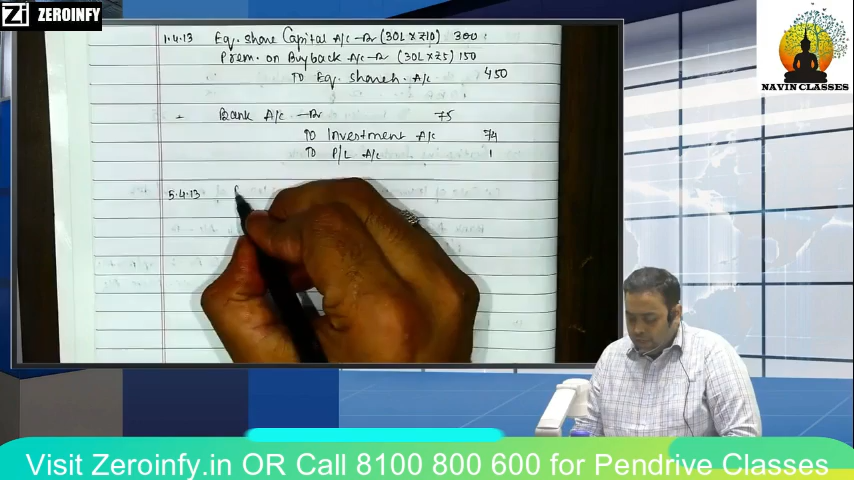 Zi ZEROINFY
NAVIN CLASSES
1.4.13 Eq. Share Capital A/c -Dr (30L X ₹10) 300
Prem. on Buyback A/c -Dr (30L X ₹5) 150
To Eq. shareh. A/c 450
Bank A/c -Dr 75
To Investment A/c 74
To P/L A/c 1
5.4.13
Visit Zeroinfy.in OR Call 8100 800 600 for Pendrive Classes